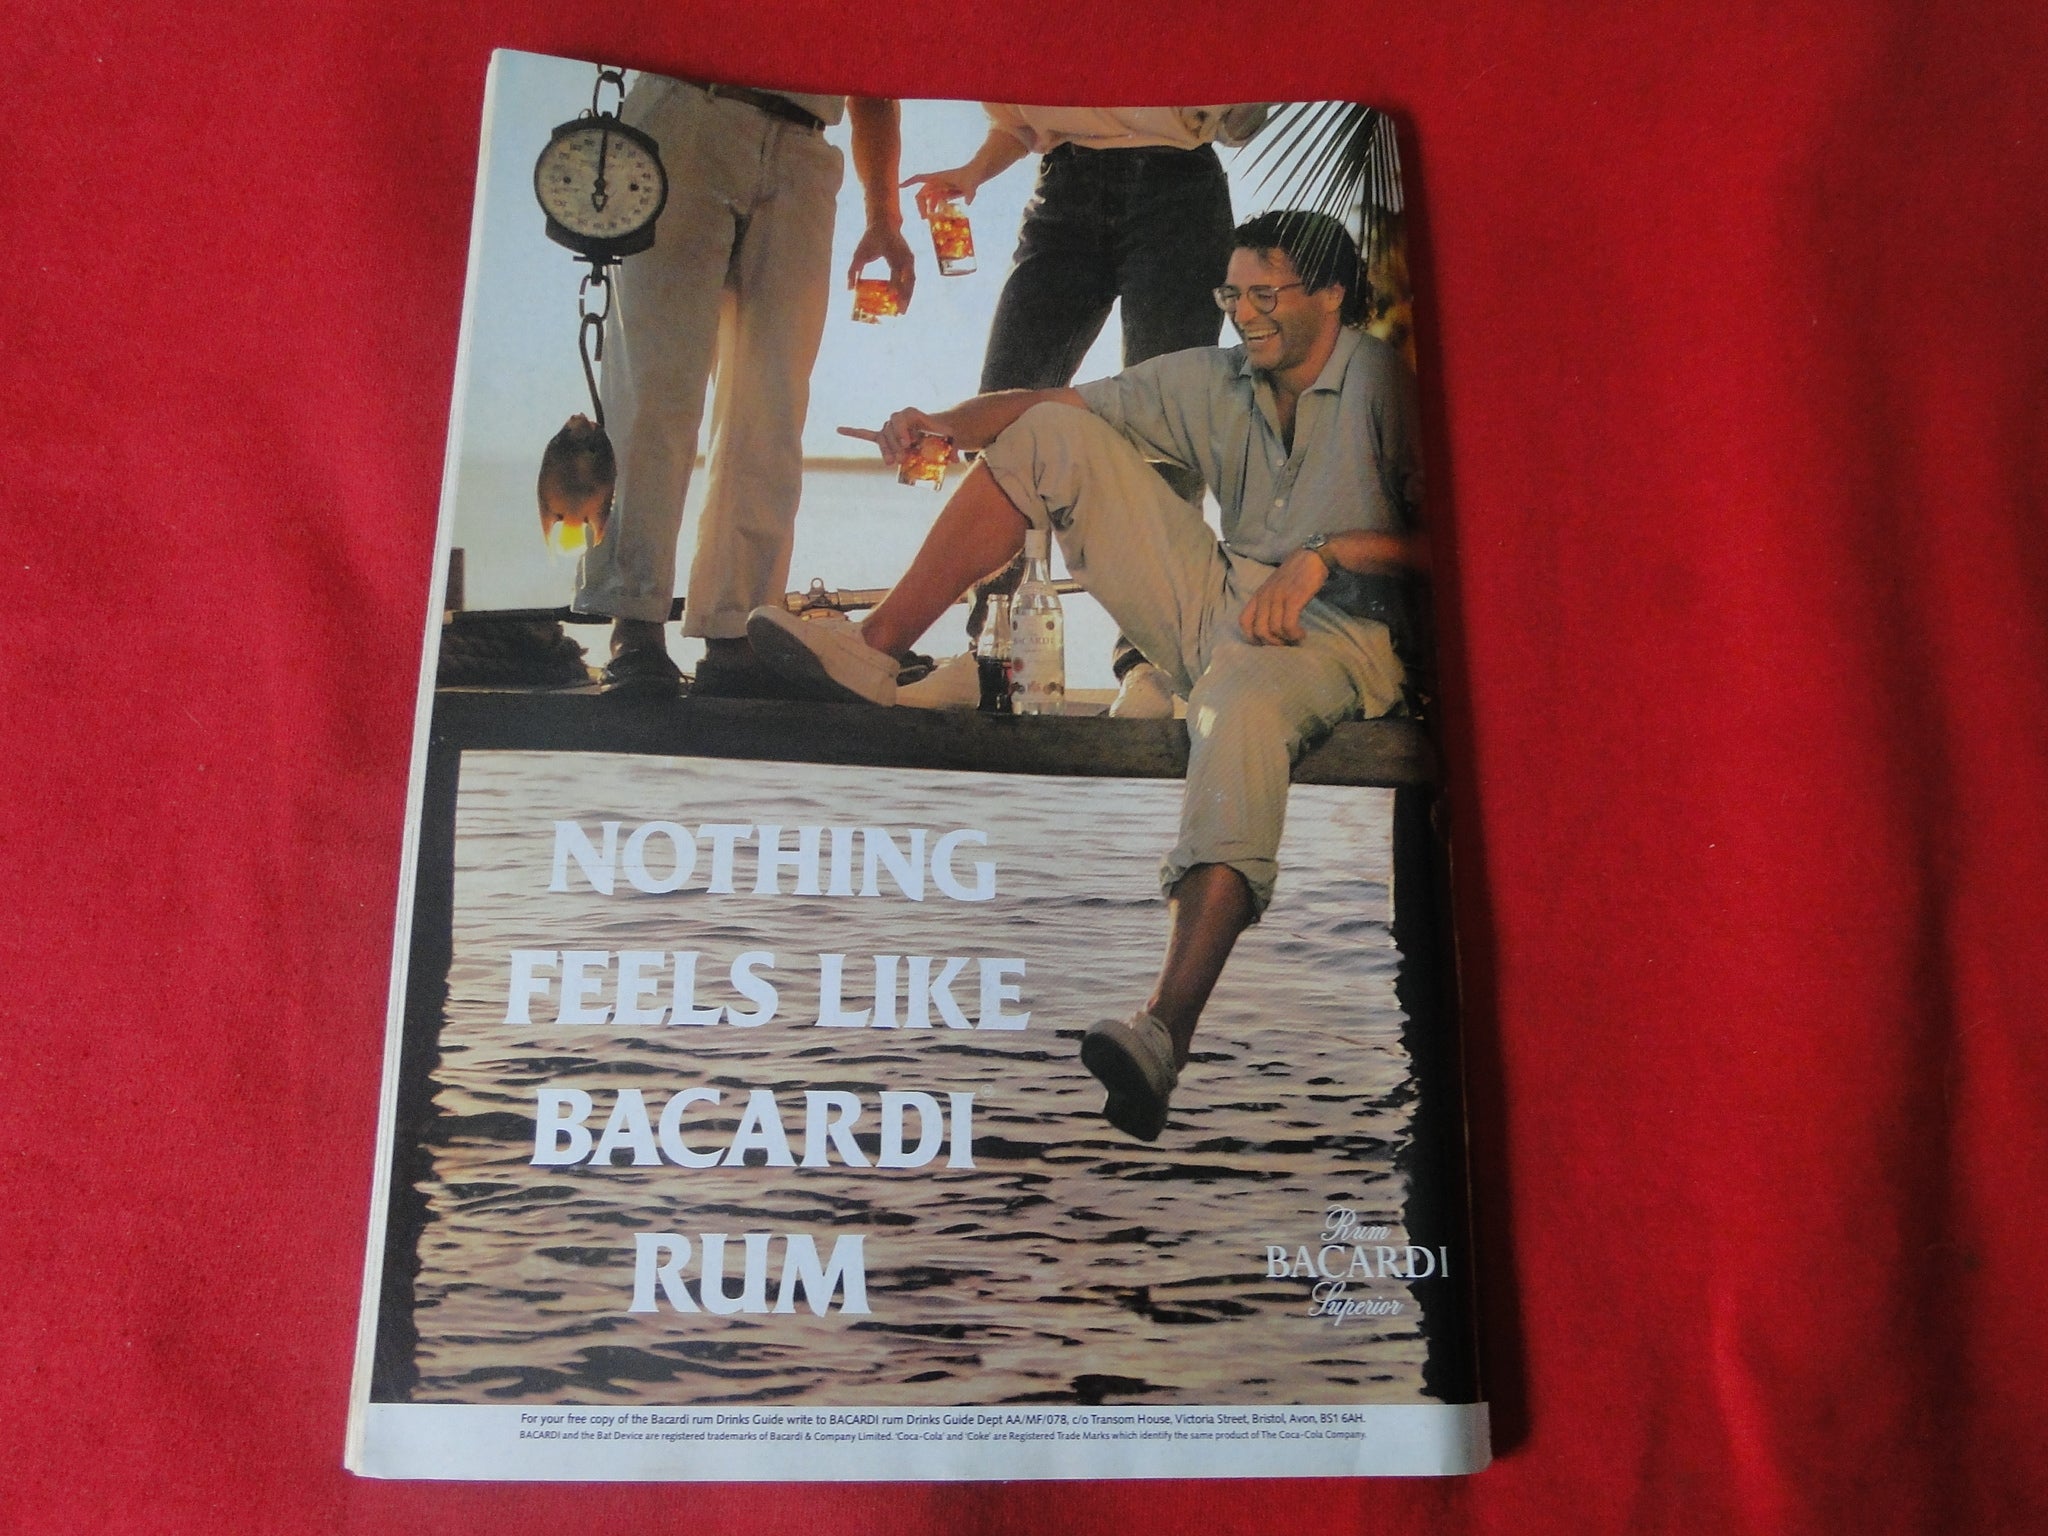 NOTHING
FEELS LIKE
BACARDI®
RUM
Rum
BACARDI
Superior
BACARDI
For your free copy of the Bacardi rum Drinks Guide write to BACARDI rum Drinks Guide Dept AA/MF/078, c/o Transom House, Victoria Street, Bristol, Avon, BS1 6AH.
BACARDI and the Bat Device are registered trademarks of Bacardi & Company Limited. 'Coca-Cola' and 'Coke' are Registered Trade Marks which identify the same product of The Coca-Cola Company.